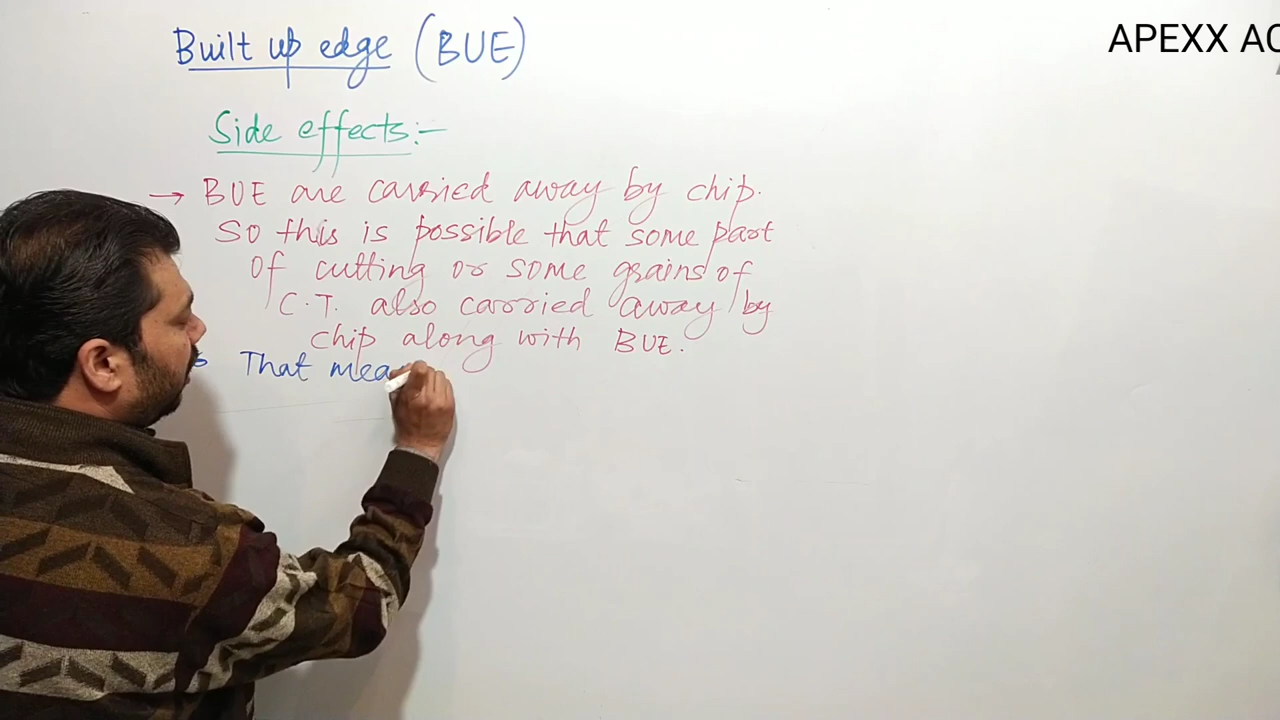 Built up edge (BUE)
APEXX AC
Side effects:-
→ BUE are carried away by chip.
So this is possible that some part
of cutting or some grains of
C.T. also carried away by
chip along with BUE.
That mea